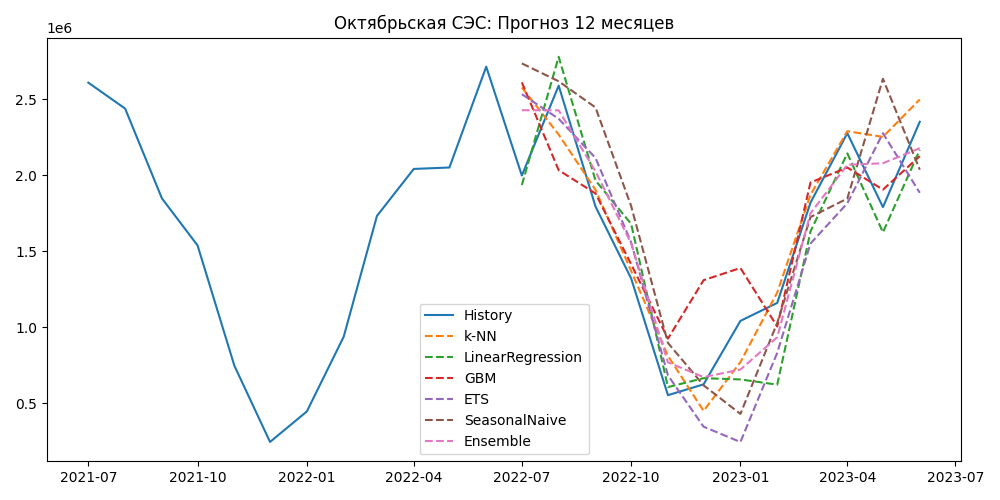 Октябрьская СЭС: Прогноз 12 месяцев
1e6
2.5
2.0
1.5
1.0
0.5
History
k-NN
LinearRegression
GBM
ETS
SeasonalNaive
Ensemble
2021-07 2021-10 2022-01 2022-04 2022-07 2022-10 2023-01 2023-04 2023-07